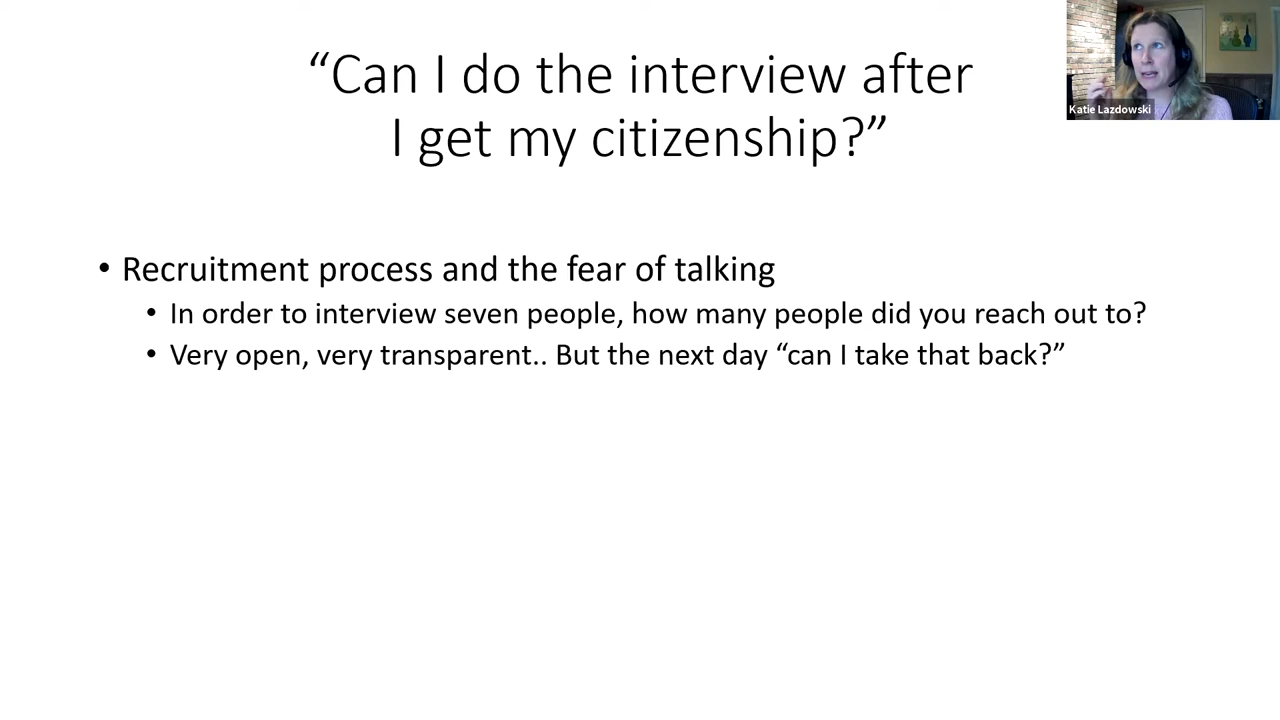 “Can I do the interview after
I get my citizenship?”
Katie Lazdowski
• Recruitment process and the fear of talking
• In order to interview seven people, how many people did you reach out to?
• Very open, very transparent.. But the next day “can I take that back?”